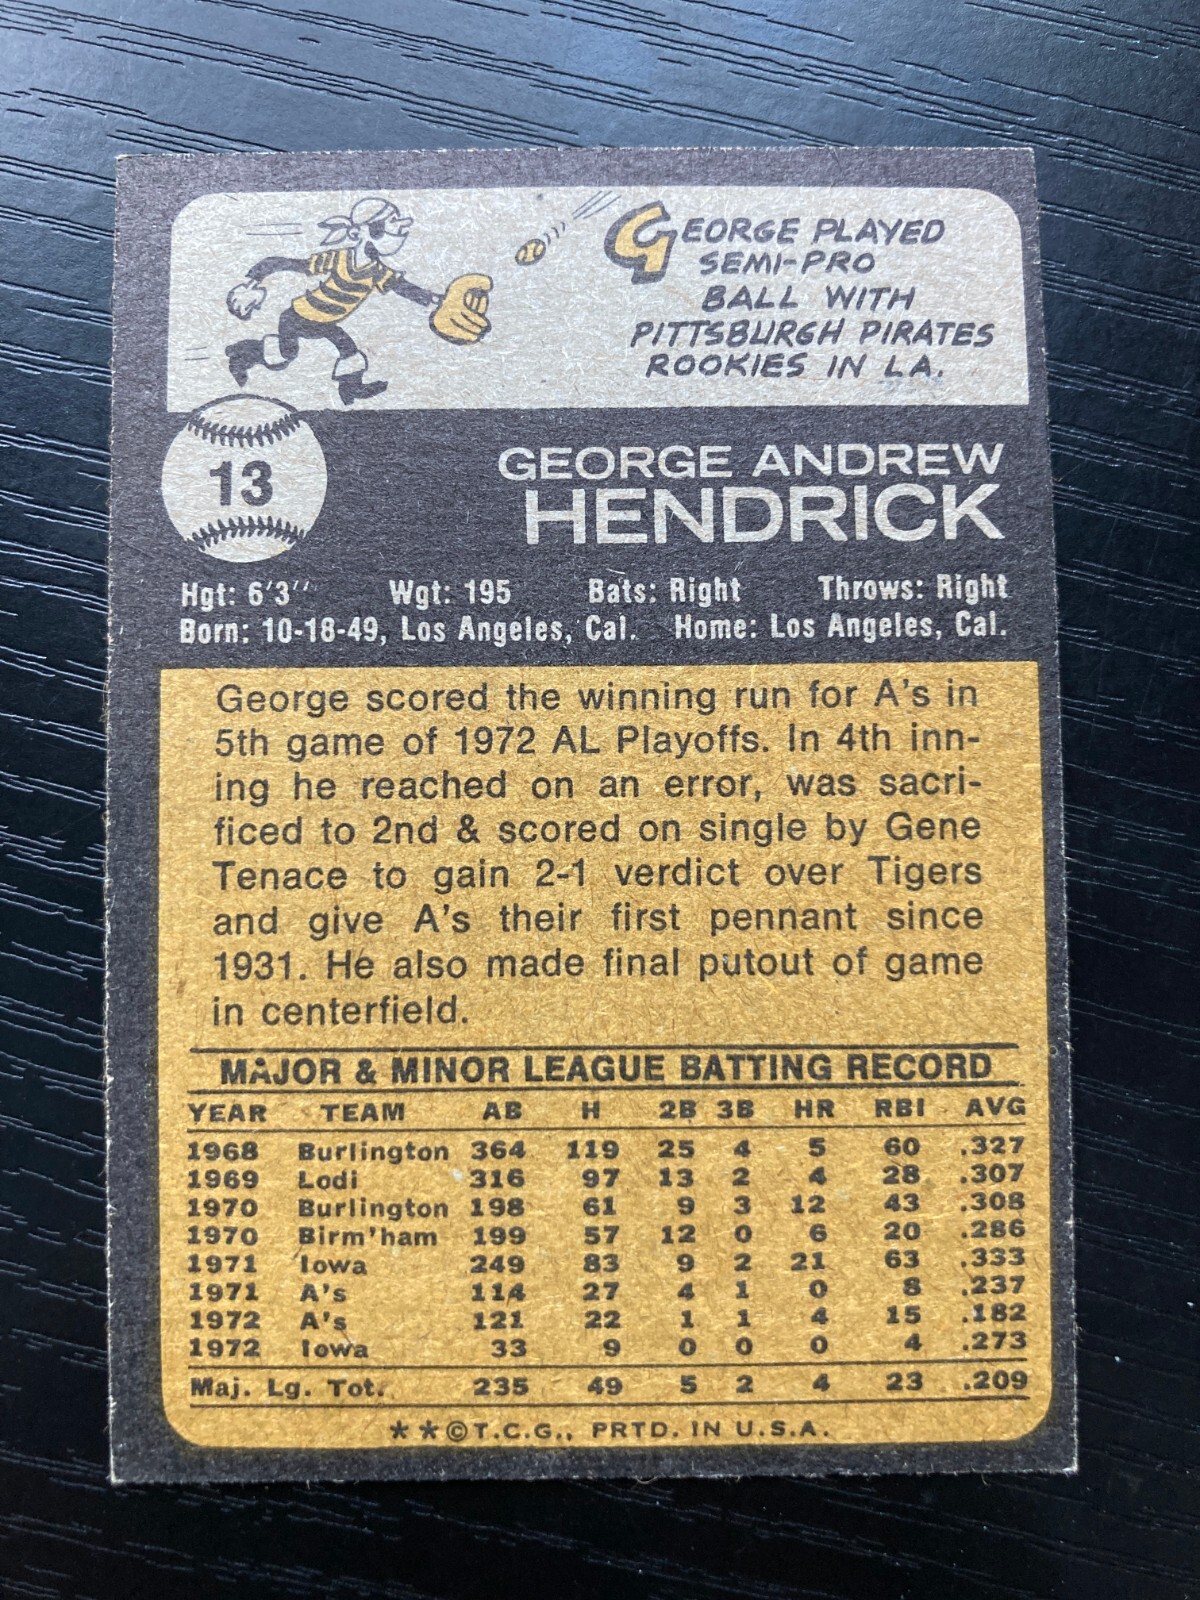 GEORGE PLAYED
SEMI-PRO
BALL WITH
PITTSBURGH PIRATES
ROOKIES IN L.A.
13
GEORGE ANDREW
HENDRICK
Hgt: 6'3" Wgt: 195 Bats: Right Throws: Right
Born: 10-18-49, Los Angeles, Cal. Home: Los Angeles, Cal.
George scored the winning run for A's in
5th game of 1972 AL Playoffs. In 4th inn-
ing he reached on an error, was sacri-
ficed to 2nd & scored on single by Gene
Tenace to gain 2-1 verdict over Tigers
and give A's their first pennant since
1931. He also made final putout of game
in centerfield.
MAJOR & MINOR LEAGUE BATTING RECORD
YEAR TEAM AB H 2B 3B HR RBI AVG
1968 Burlington 364 119 25 4 5 60 .327
1969 Lodi 316 97 13 2 4 28 .307
1970 Burlington 198 61 9 3 12 43 .308
1970 Birm'ham 199 57 12 0 6 20 .286
1971 Iowa 249 83 9 2 21 63 .333
1971 A's 114 27 4 1 0 8 .237
1972 A's 121 22 1 1 4 15 .182
1972 Iowa 33 9 0 0 0 4 .273
Maj. Lg. Tot. 235 49 5 2 4 23 .209
**©T.C.G., PRTD. IN U.S.A.